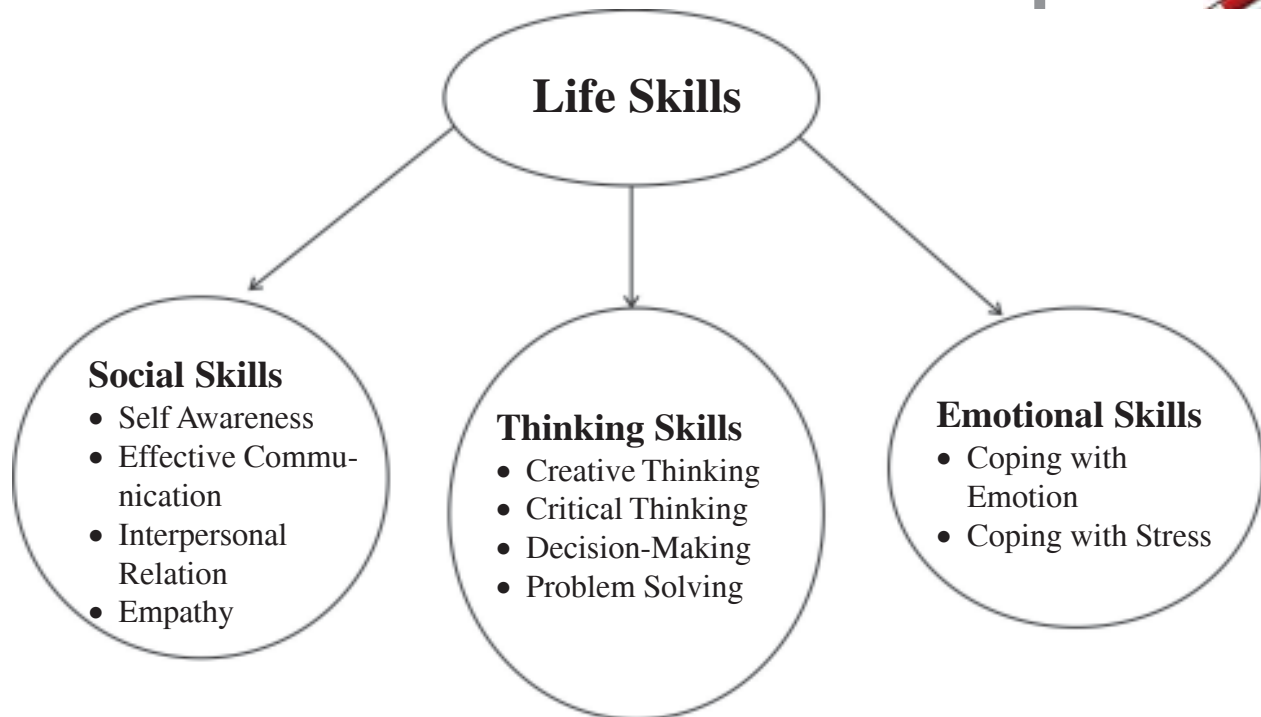 Life Skills
Social Skills
• Self Awareness
• Effective Commu-
nication
• Interpersonal
Relation
• Empathy
Thinking Skills
• Creative Thinking
• Critical Thinking
• Decision-Making
• Problem Solving
Emotional Skills
• Coping with
Emotion
• Coping with Stress